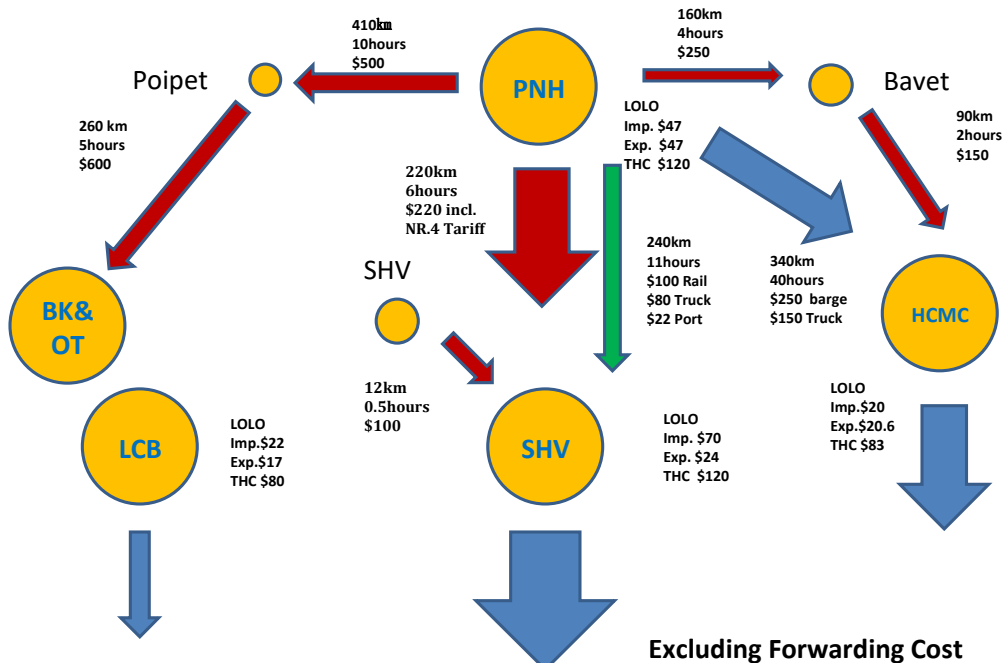 410km
10hours
$500
Poipet
PNH
160km
4hours
$250
Bavet
260 km
5hours
$600
LOLO
Imp. $47
Exp.  $47
THC  $120
90km
2hours
$150
220km
6hours
$220 incl.
NR.4 Tariff
SHV
240km
11hours
$100 Rail
$80 Truck
$22 Port
340km
40hours
$250  barge
$150 Truck
HCMC
BK&
OT
12km
0.5hours
$100
LOLO
Imp.$20
Exp.$20.6
THC $83
LCB
LOLO
Imp.$22
Exp.$17
THC $80
SHV
LOLO
Imp. $70
Exp. $24
THC  $120
Excluding Forwarding Cost